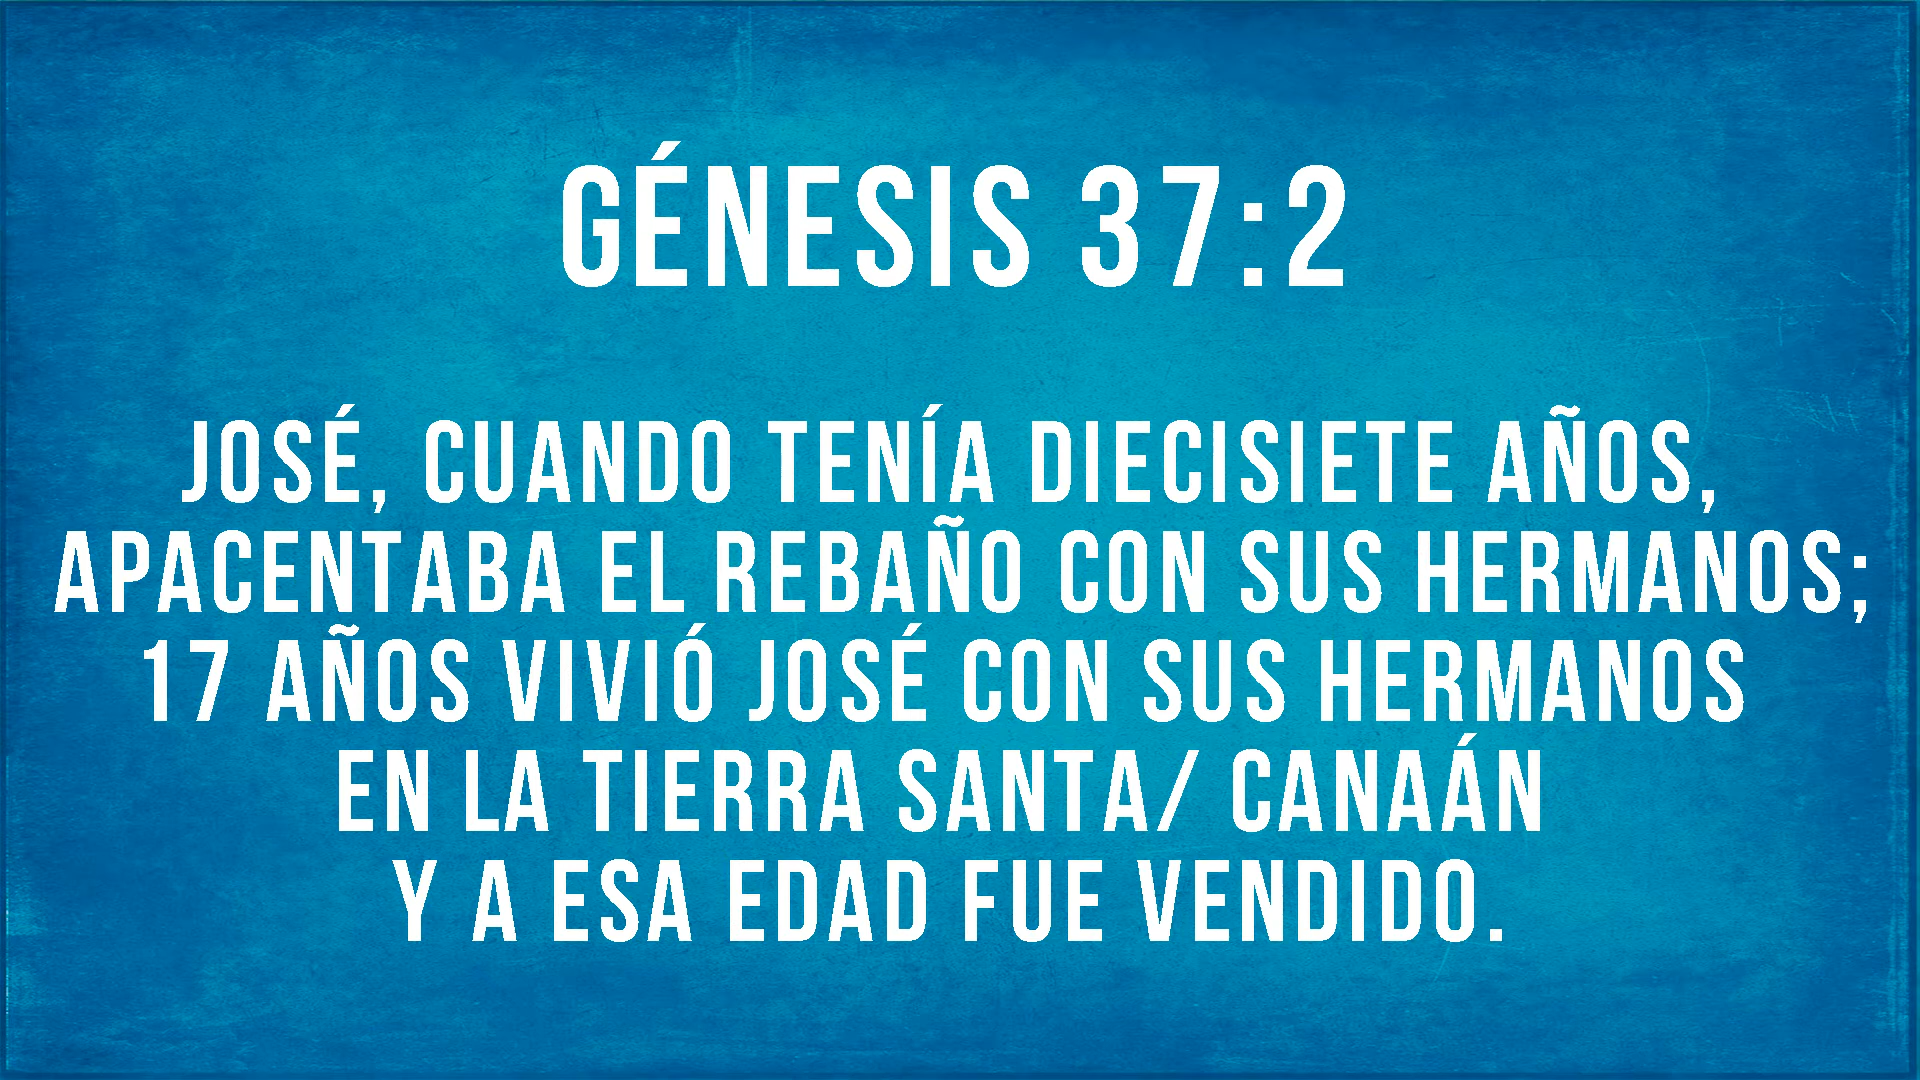 GÉNESIS 37:2
JOSÉ, CUANDO TENÍA DIECISIETE AÑOS,
APACENTABA EL REBAÑO CON SUS HERMANOS;
17 AÑOS VIVIÓ JOSÉ CON SUS HERMANOS
EN LA TIERRA SANTA/ CANAÁN
Y A ESA EDAD FUE VENDIDO.